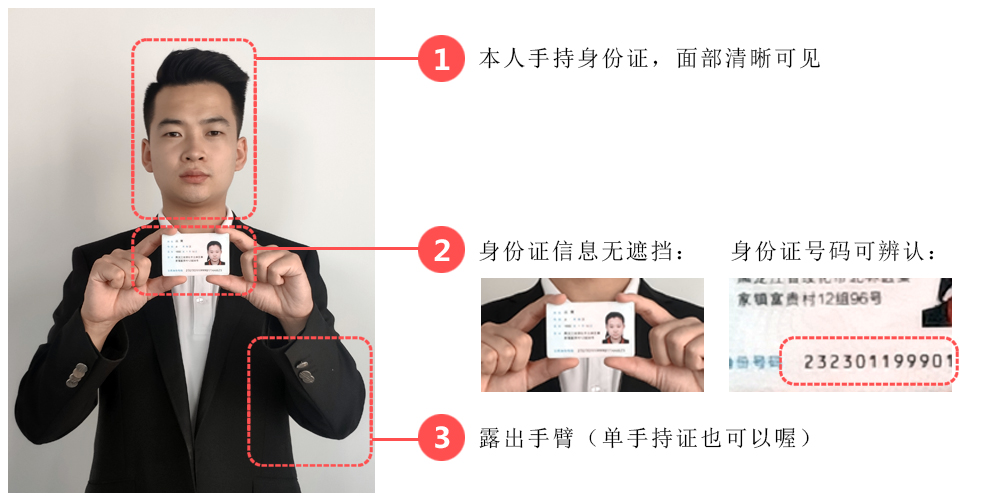 1 本人手持身份证，面部清晰可见
2 身份证信息无遮挡： 身份证号码可辨认：
家镇富贵村12组96号
份号码 232301199901
3 露出手臂（单手持证也可以喔）